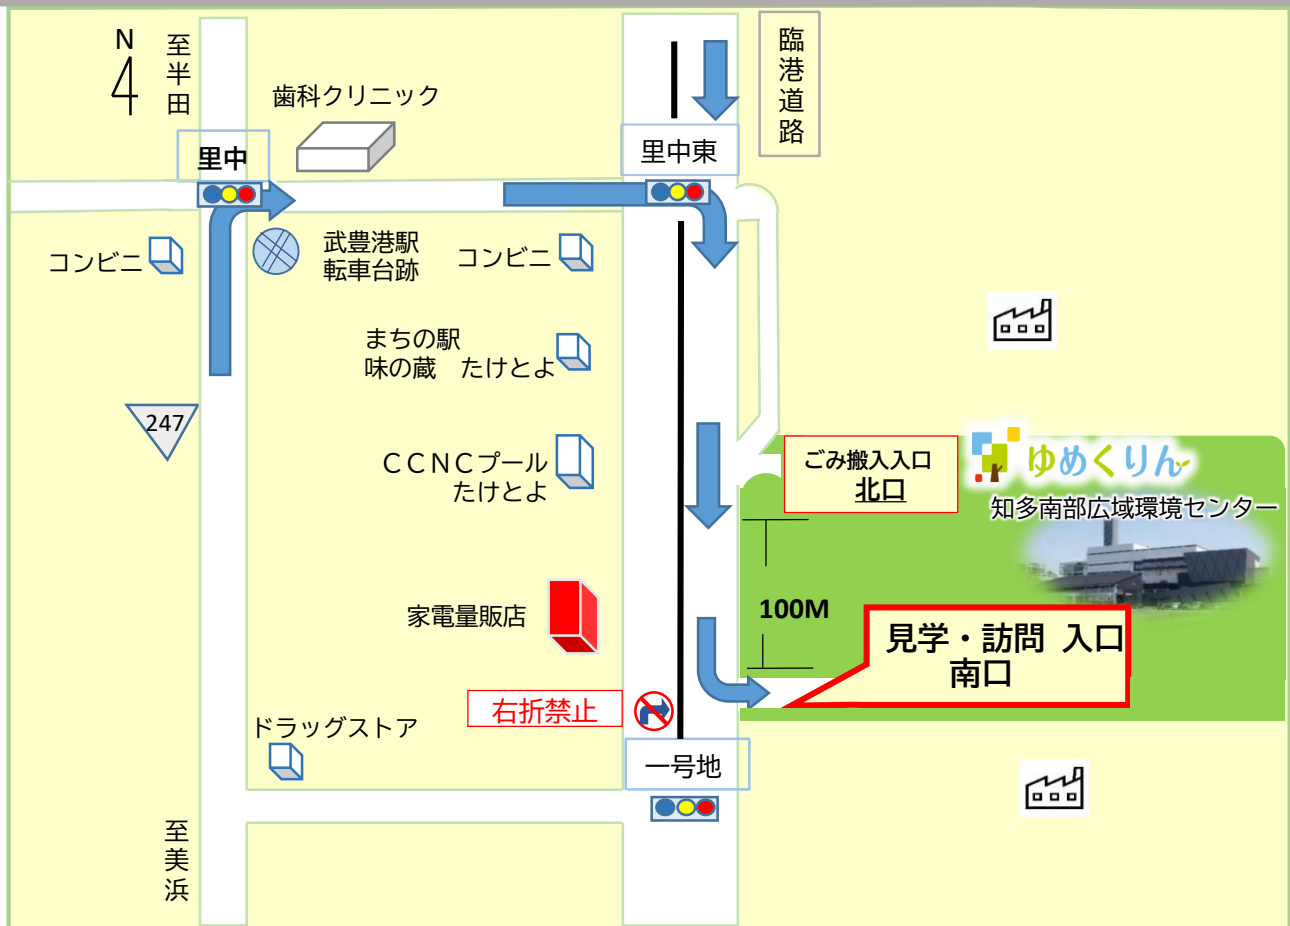 N
至半田
歯科クリニック
臨港道路
里中
里中東
コンビニ
武豊港駅
転車台跡
コンビニ
まちの駅
味の蔵　たけとよ
247
ＣＣＮＣプール
たけとよ
ごみ搬入入口
北口
ゆめくりん
知多南部広域環境センター
100M
家電量販店
見学・訪問 入口
南口
右折禁止
ドラッグストア
一号地
至美浜